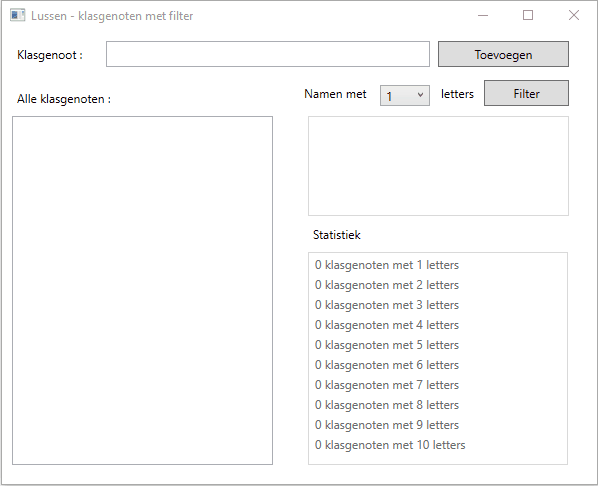 Lussen - klasgenoten met filter
Klasgenoot :
Toevoegen
Alle klasgenoten :
Namen met 1 letters Filter
Statistiek
0 klasgenoten met 1 letters
0 klasgenoten met 2 letters
0 klasgenoten met 3 letters
0 klasgenoten met 4 letters
0 klasgenoten met 5 letters
0 klasgenoten met 6 letters
0 klasgenoten met 7 letters
0 klasgenoten met 8 letters
0 klasgenoten met 9 letters
0 klasgenoten met 10 letters